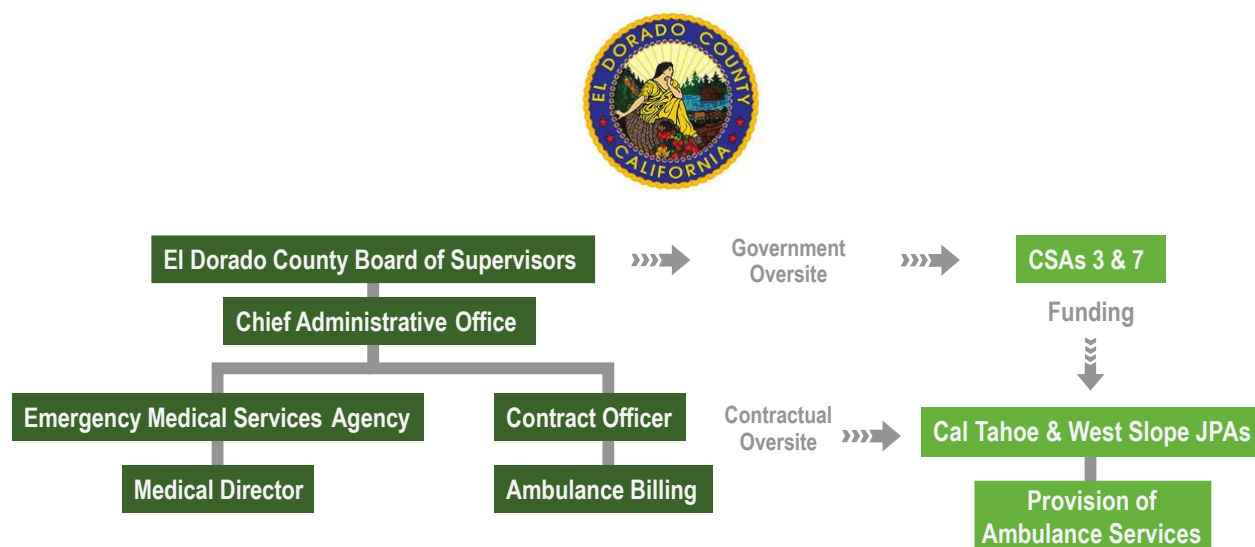 EL DORADO COUNTY
CALIFORNIA
El Dorado County Board of Supervisors
Government
Oversite
CSAs 3 & 7
Chief Administrative Office
Funding
Emergency Medical Services Agency
Contract Officer
Contractual
Oversite
Cal Tahoe & West Slope JPAs
Medical Director
Ambulance Billing
Provision of
Ambulance Services